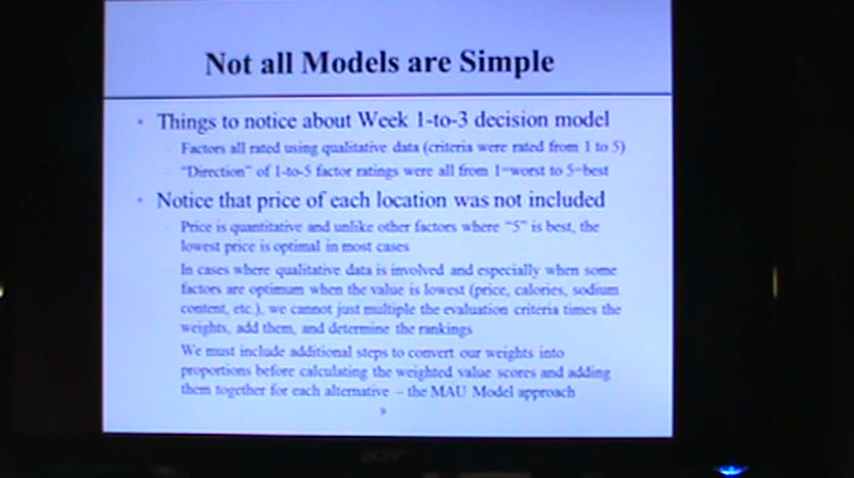 Not all Models are Simple
• Things to notice about Week 1-to-3 decision model
– Factors all rated using qualitative data (criteria were rated from 1 to 5)
– "Direction" of 1-to-5 factor ratings were all from 1=worst to 5=best
• Notice that price of each location was not included
– Price is quantitative and unlike other factors where "5" is best, the
lowest price is optimal in most cases
– In cases where qualitative data is involved and especially when some
factors are optimum when the value is lowest (price, calories, sodium
content, etc.), we cannot just multiple the evaluation criteria times the
weights, add them, and determine the rankings
– We must include additional steps to convert our weights into
proportions before calculating the weighted value scores and adding
them together for each alternative – the MAU Model approach
9
acer